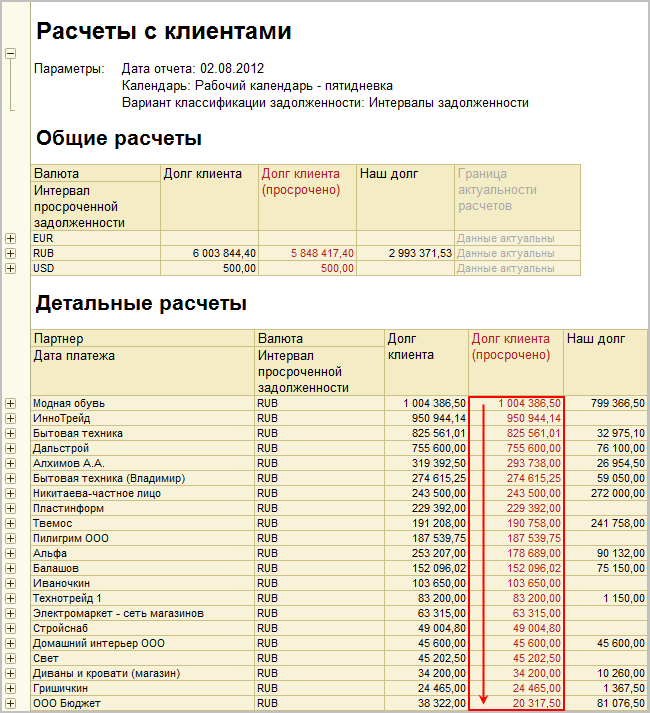 Расчеты с клиентами
Параметры: Дата отчета: 02.08.2012
Календарь: Рабочий календарь - пятидневка
Вариант классификации задолженности: Интервалы задолженности
Общие расчеты
Валюта Долг клиента Долг клиента (просрочено) Наш долг Граница актуальности расчетов
Интервал просроченной задолженности
EUR Данные актуальны
RUB 6 003 844,40 5 848 417,40 2 993 371,53 Данные актуальны
USD 500,00 500,00 Данные актуальны
Детальные расчеты
Партнер Валюта Долг клиента Долг клиента (просрочено) Наш долг
Дата платежа Интервал просроченной задолженности
Модная обувь RUB 1 004 386,50 1 004 386,50 799 366,50
ИнноТрейд RUB 950 944,14 950 944,14
Бытовая техника RUB 825 561,01 825 561,01 32 975,10
Дальстрой RUB 755 600,00 755 600,00 76 100,00
Алхимов А.А. RUB 319 392,50 293 738,00 26 954,50
Бытовая техника (Владимир) RUB 274 615,25 274 615,25 59 050,00
Никитаева-частное лицо RUB 243 500,00 243 500,00 272 000,00
Пластинформ RUB 229 392,00 229 392,00
Твемос RUB 191 208,00 190 758,00 241 758,00
Пилигрим ООО RUB 187 539,75 187 539,75
Альфа RUB 253 207,00 178 689,00 90 132,00
Балашов RUB 152 096,02 152 096,02 75 150,00
Иваночкин RUB 103 650,00 103 650,00
Технотрейд 1 RUB 83 200,00 83 200,00 1 150,00
Электромаркет - сеть магазинов RUB 63 315,00 63 315,00
Стройснаб RUB 49 004,80 49 004,80
Домашний интерьер ООО RUB 45 600,00 45 600,00 45 600,00
Свет RUB 45 202,50 45 202,50
Диваны и кровати (магазин) RUB 34 200,00 34 200,00 10 260,00
Гришичкин RUB 24 465,00 24 465,00 1 367,50
ООО Бюджет RUB 38 322,00 20 317,50 81 076,50